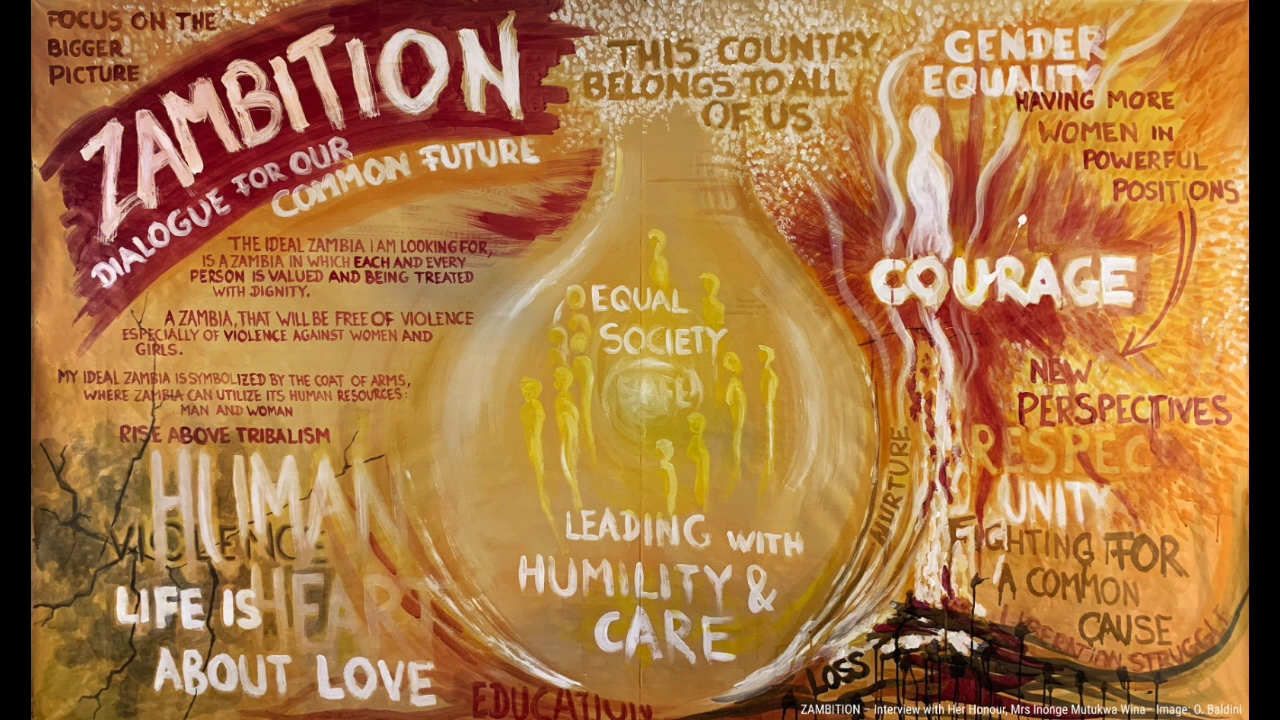 FOCUS ON THE
BIGGER
PICTURE
ZAMBITION
DIALOGUE FOR OUR
COMMON FUTURE
THIS COUNTRY
BELONGS TO ALL
OF US
GENDER
EQUALITY
HAVING MORE
WOMEN IN
POWERFUL
POSITIONS
THE IDEAL ZAMBIA I AM LOOKING FOR,
IS A ZAMBIA IN WHICH EACH AND EVERY
PERSON IS VALUED AND BEING TREATED
WITH DIGNITY.
A ZAMBIA, THAT WILL BE FREE OF VIOLENCE
ESPECIALLY OF VIOLENCE AGAINST WOMEN AND
GIRLS.
MY IDEAL ZAMBIA IS SYMBOLIZED BY THE COAT OF ARMS,
WHERE ZAMBIA CAN UTILIZE ITS HUMAN RESOURCES:
MAN AND WOMAN
RISE ABOVE TRIBALISM
HUMAN
VIOLENCE
HEART
LIFE IS
ABOUT LOVE
EDUCATION
EQUAL
SOCIETY
LEADING WITH
HUMILITY &
CARE
NURTURE
COURAGE
NEW
PERSPECTIVES
RESPECT
UNITY
FIGHTING FOR
A COMMON
CAUSE
LIBERATION STRUGGLE
LOSS
ZAMBITION – Interview with Her Honour, Mrs Inonge Mutukwa Wina– Image: O. Baldini